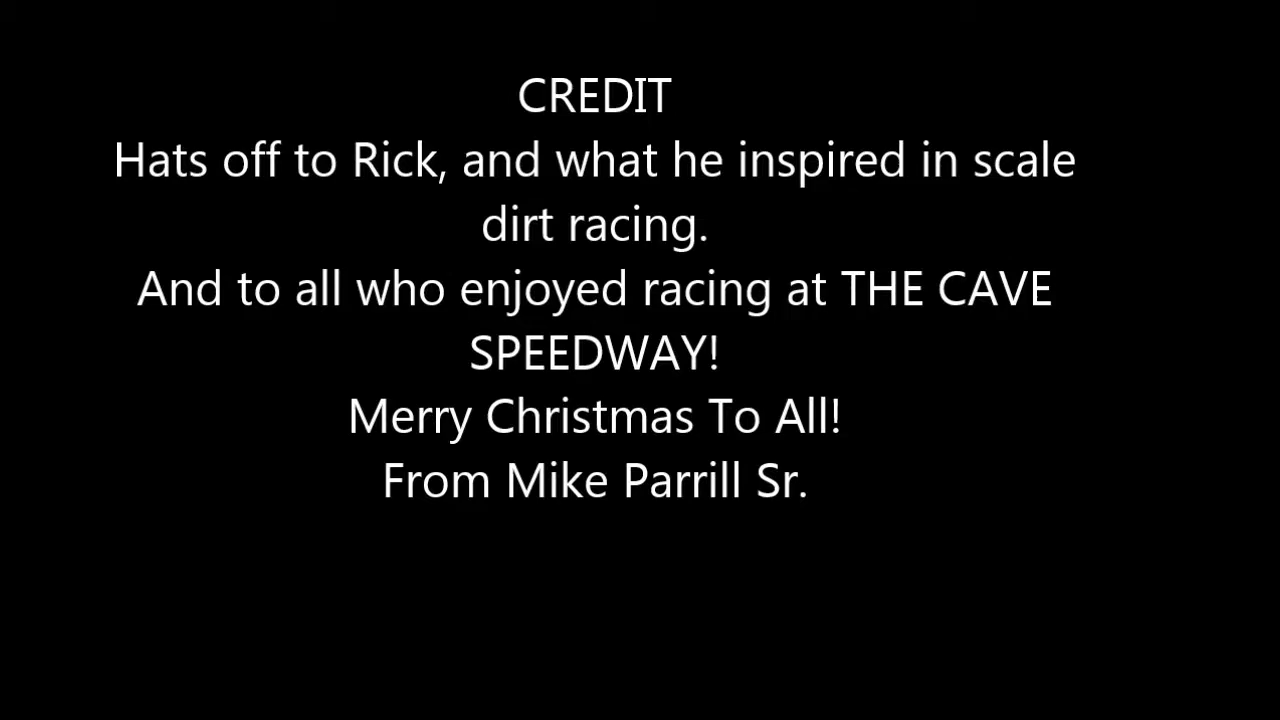 CREDIT
Hats off to Rick, and what he inspired in scale
dirt racing.
And to all who enjoyed racing at THE CAVE
SPEEDWAY!
Merry Christmas To All!
From Mike Parrill Sr.